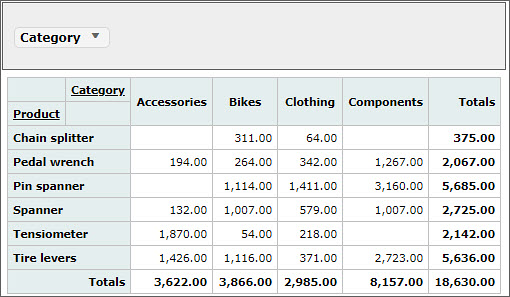 Category
Category
Accessories Bikes Clothing Components Totals
Product
Chain splitter 311.00 64.00 375.00
Pedal wrench 194.00 264.00 342.00 1,267.00 2,067.00
Pin spanner 1,114.00 1,411.00 3,160.00 5,685.00
Spanner 132.00 1,007.00 579.00 1,007.00 2,725.00
Tensiometer 1,870.00 54.00 218.00 2,142.00
Tire levers 1,426.00 1,116.00 371.00 2,723.00 5,636.00
Totals 3,622.00 3,866.00 2,985.00 8,157.00 18,630.00